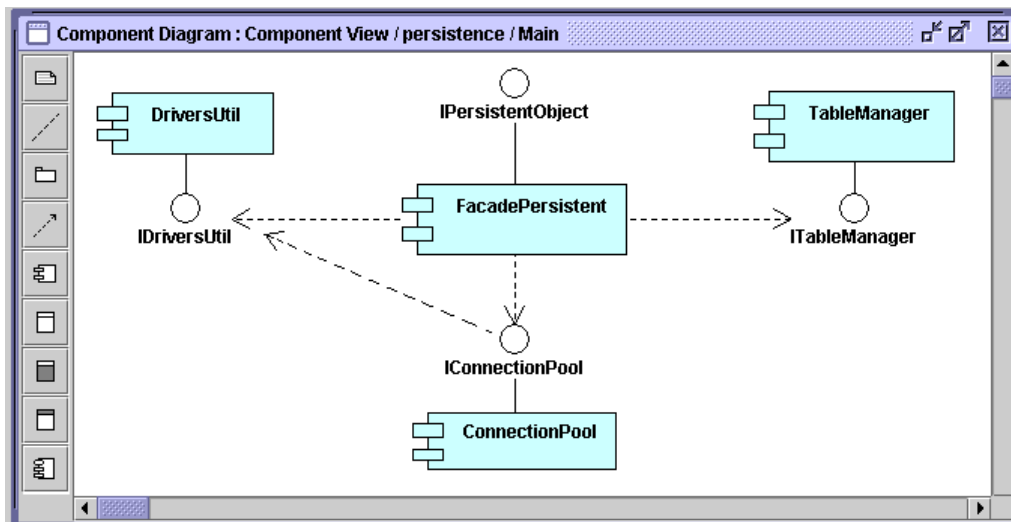 Component Diagram : Component View / persistence / Main
DriversUtil
IPersistentObject
TableManager
FacadePersistent
IDriversUtil
ITableManager
IConnectionPool
ConnectionPool